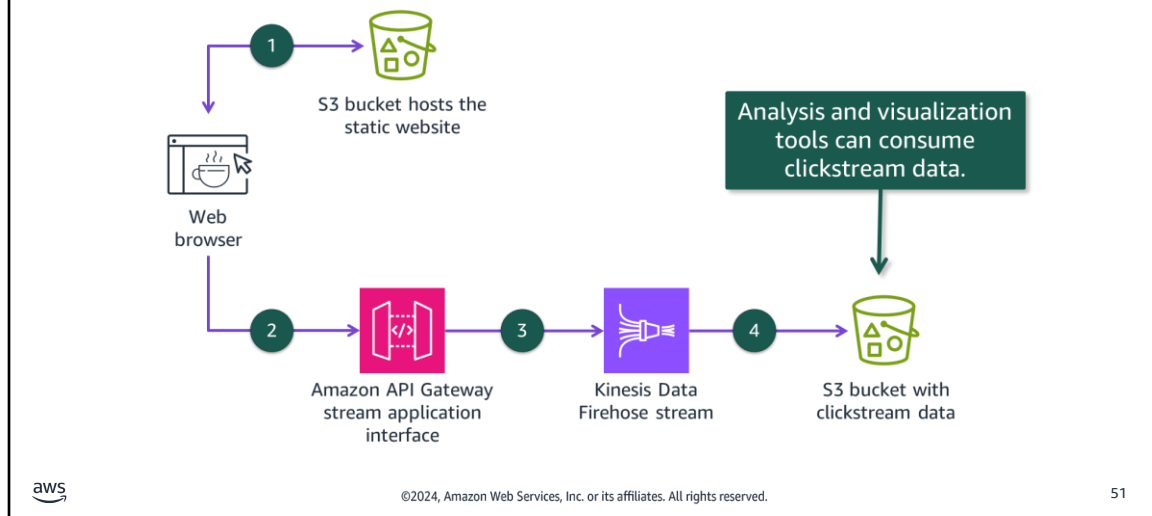 1
S3 bucket hosts the
static website
Analysis and visualization
tools can consume
clickstream data.
Web
browser
2
</>
3
4
Amazon API Gateway
stream application
interface
Kinesis Data
Firehose stream
S3 bucket with
clickstream data
aws
©2024, Amazon Web Services, Inc. or its affiliates. All rights reserved.
51